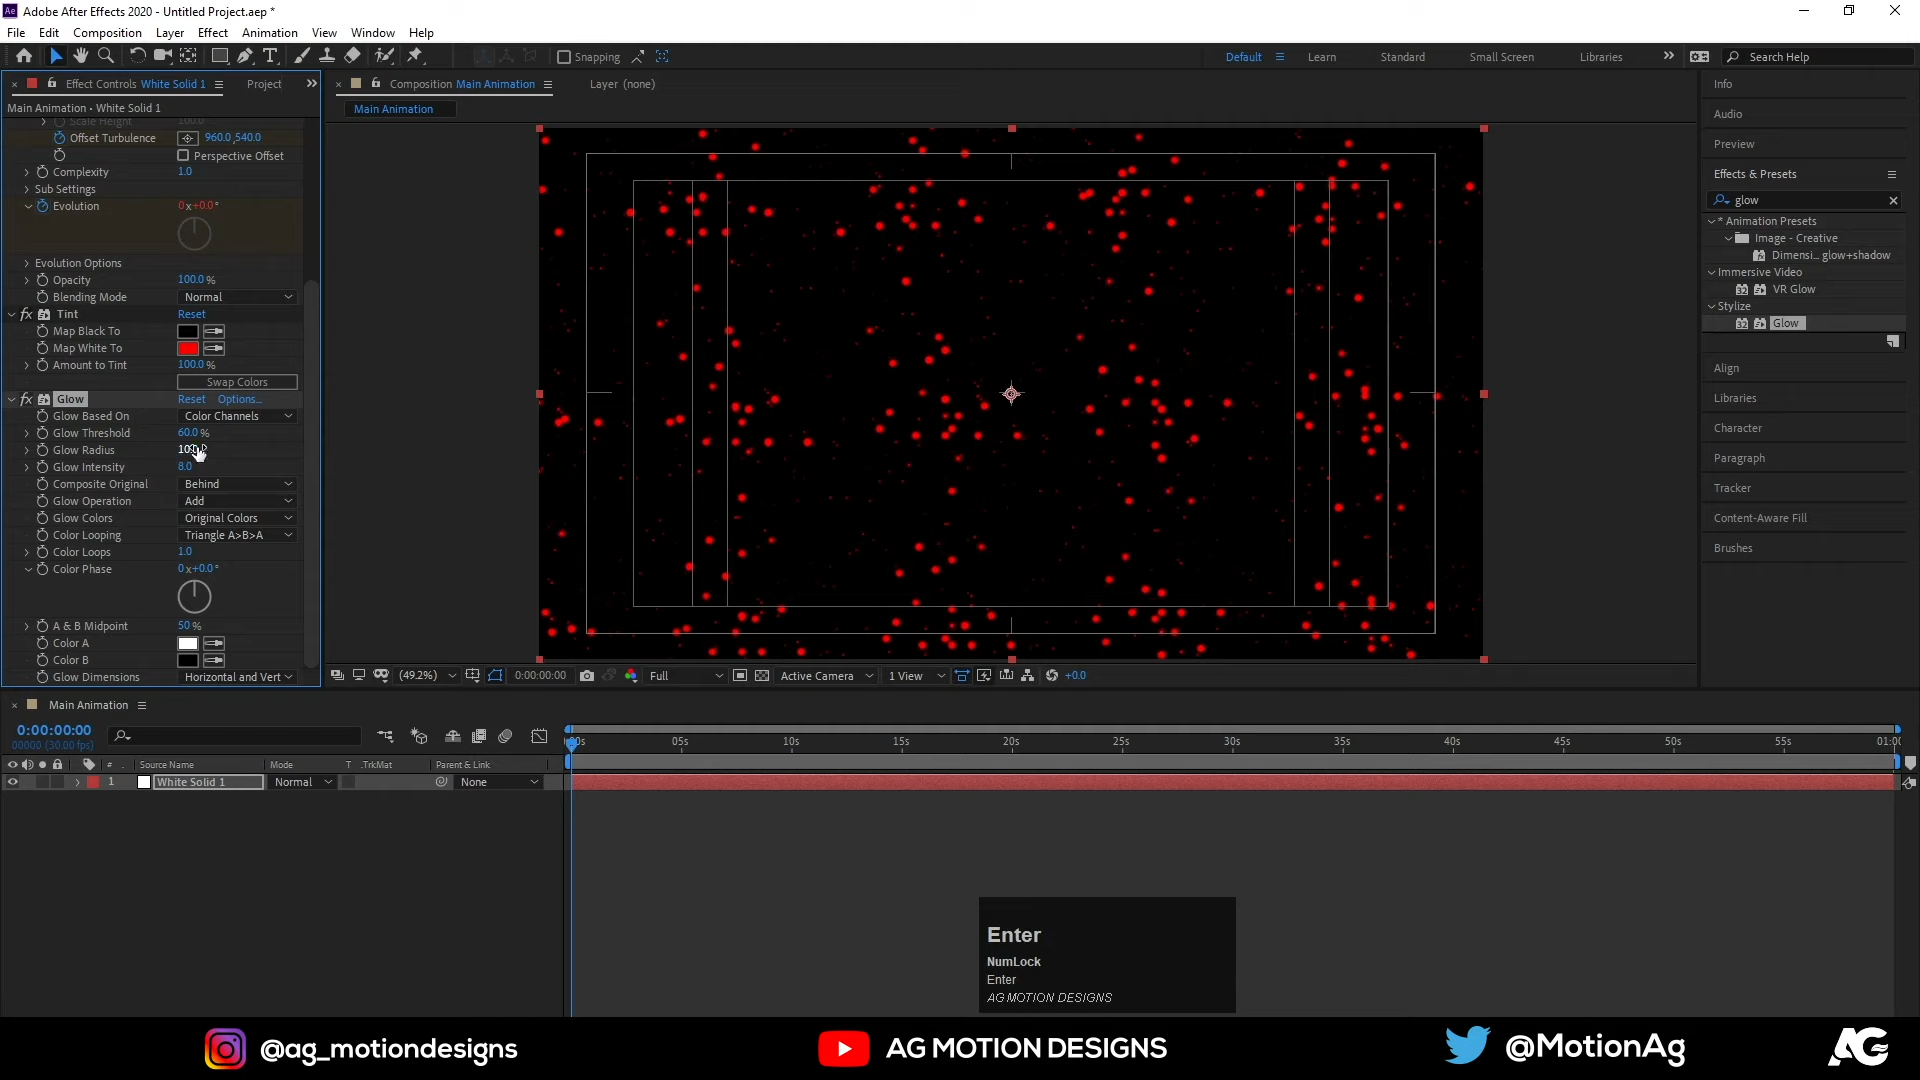 Adobe After Effects 2020 - Untitled Project.aep *
File Edit Composition Layer Effect Animation View Window Help
Snapping
Default Learn Standard Small Screen Libraries Search Help
Effect Controls White Solid 1 Project
Main Animation • White Solid 1
Scale Height 100.0
Offset Turbulence 960.0,540.0
Perspective Offset
Complexity 1.0
Sub Settings
Evolution 0x+0.0°
Evolution Options
Opacity 100.0 %
Blending Mode Normal
fx Tint Reset
Map Black To
Map White To
Amount to Tint 100.0 %
Swap Colors
fx Glow Reset Options...
Glow Based On Color Channels
Glow Threshold 60.0 %
Glow Radius
Glow Intensity 8.0
Composite Original Behind
Glow Operation Add
Glow Colors Original Colors
Color Looping Triangle A>B>A
Color Loops 1.0
Color Phase 0x+0.0°
A & B Midpoint 50 %
Color A
Color B
Glow Dimensions Horizontal and Vert
Composition Main Animation Layer (none)
Main Animation
(49.2%) 0:00:00:00 Full Active Camera 1 View +0.0
Info
Audio
Preview
Effects & Presets
glow
* Animation Presets
Image - Creative
Dimensi... glow+shadow
Immersive Video
32 VR Glow
Stylize
32 Glow
Align
Libraries
Character
Paragraph
Tracker
Content-Aware Fill
Brushes
Main Animation
0:00:00:00
00000 (30.00 fps)
# Source Name Mode T .TrkMat Parent & Link
1 White Solid 1 Normal None
05s 10s 15s 20s 25s 30s 35s 40s 45s 50s 55s
Enter
NumLock
Enter
AG MOTION DESIGNS
@ag_motiondesigns AG MOTION DESIGNS @MotionAg AG